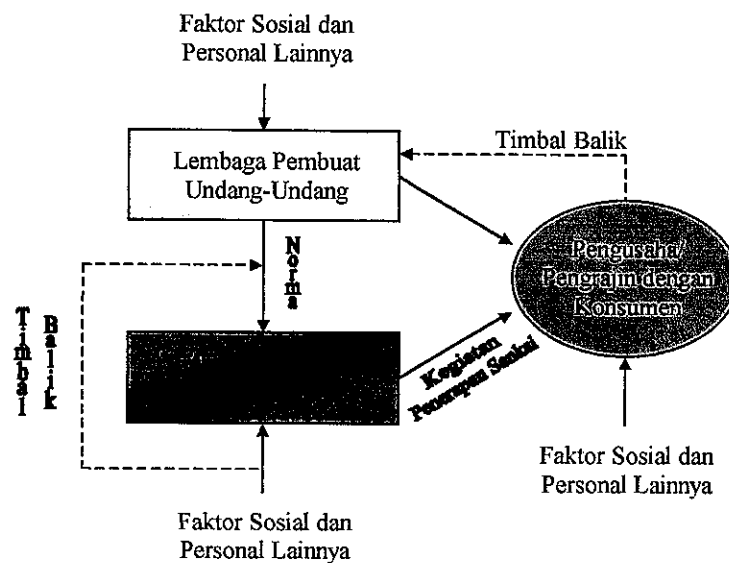 Faktor Sosial dan
Personal Lainnya
Timbal Balik
Lembaga Pembuat
Undang-Undang
Norma
Pengusaha/
Pengrajin dengan
Konsumen
Timbal
Balik
Kegiatan
Penerapan Sanksi
Faktor Sosial dan
Personal Lainnya
Faktor Sosial dan
Personal Lainnya